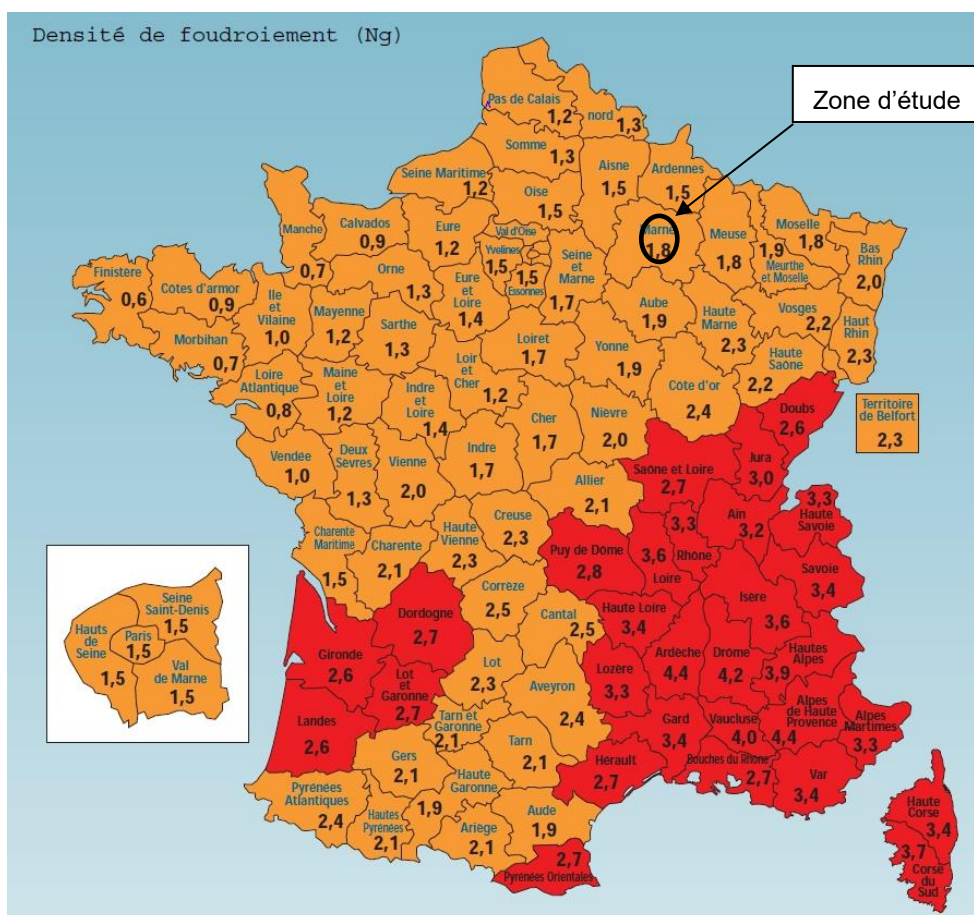 Densité de foudroiement (Ng)
Zone d'étude
Pas de Calais
1,2
nord
1,3
Somme
1,3
Aisne
1,5
Ardennes
1,5
Seine Maritime
1,2
Oise
1,5
Manche
0,7
Calvados
0,9
Eure
1,2
Val d'Oise
Yvelines
1,5
1,5
Essonnes
Seine
et
Marne
1,7
Marne
1,8
Meuse
1,8
Moselle
1,8
1,9
Meurthe
et Moselle
Bas
Rhin
2,0
Finistère
0,6
Côtes d'armor
0,9
Ile
et
Vilaine
1,0
Orne
1,3
Eure
et
Loire
1,4
Aube
1,9
Haute
Marne
2,3
Vosges
2,2
Haut
Rhin
2,3
Morbihan
0,7
Mayenne
1,2
Sarthe
1,3
Loiret
1,7
Yonne
1,9
Haute
Saône
2,2
Loire
Atlantique
0,8
Maine
et
Loire
1,2
Indre
et
Loire
1,4
Loir
et
Cher
1,2
Cher
1,7
Nièvre
2,0
Côte d'or
2,4
Doubs
2,6
Territoire
de Belfort
2,3
Vendée
1,0
Deux
Sèvres
1,3
Vienne
2,0
Indre
1,7
Allier
2,1
Saône et Loire
2,7
Jura
3,0
Charente
Maritime
1,5
Charente
2,1
Haute
Vienne
2,3
Creuse
2,3
Puy de Dôme
2,8
3,6
Loire
3,3
Rhône
Ain
3,2
3,3
Haute
Savoie
Savoie
3,4
Seine
Saint-Denis
1,5
Hauts
de
Seine
1,5
Paris
1,5
Val
de Marne
1,5
Gironde
2,6
Dordogne
2,7
Corrèze
2,5
Cantal
2,5
Haute Loire
3,4
Isère
3,6
Landes
2,6
Lot
et
Garonne
2,7
Lot
2,3
Aveyron
2,4
Lozère
3,3
Ardèche
4,4
Drôme
4,2
Hautes
Alpes
3,9
Tarn et
Garonne
2,1
Tarn
2,1
Gard
3,4
Vaucluse
4,0
Alpes
de Haute
Provence
4,4
Alpes
Martimes
3,3
Pyrénées
Atlantiques
2,4
Gers
2,1
Hautes
Pyrénées
2,1
Haute
Garonne
1,9
Ariège
2,1
Aude
1,9
Hérault
2,7
Bouches du Rhône
2,7
Var
3,4
2,7
Pyrénées Orientales
Haute
Corse
3,4
3,7
Corse
du
Sud